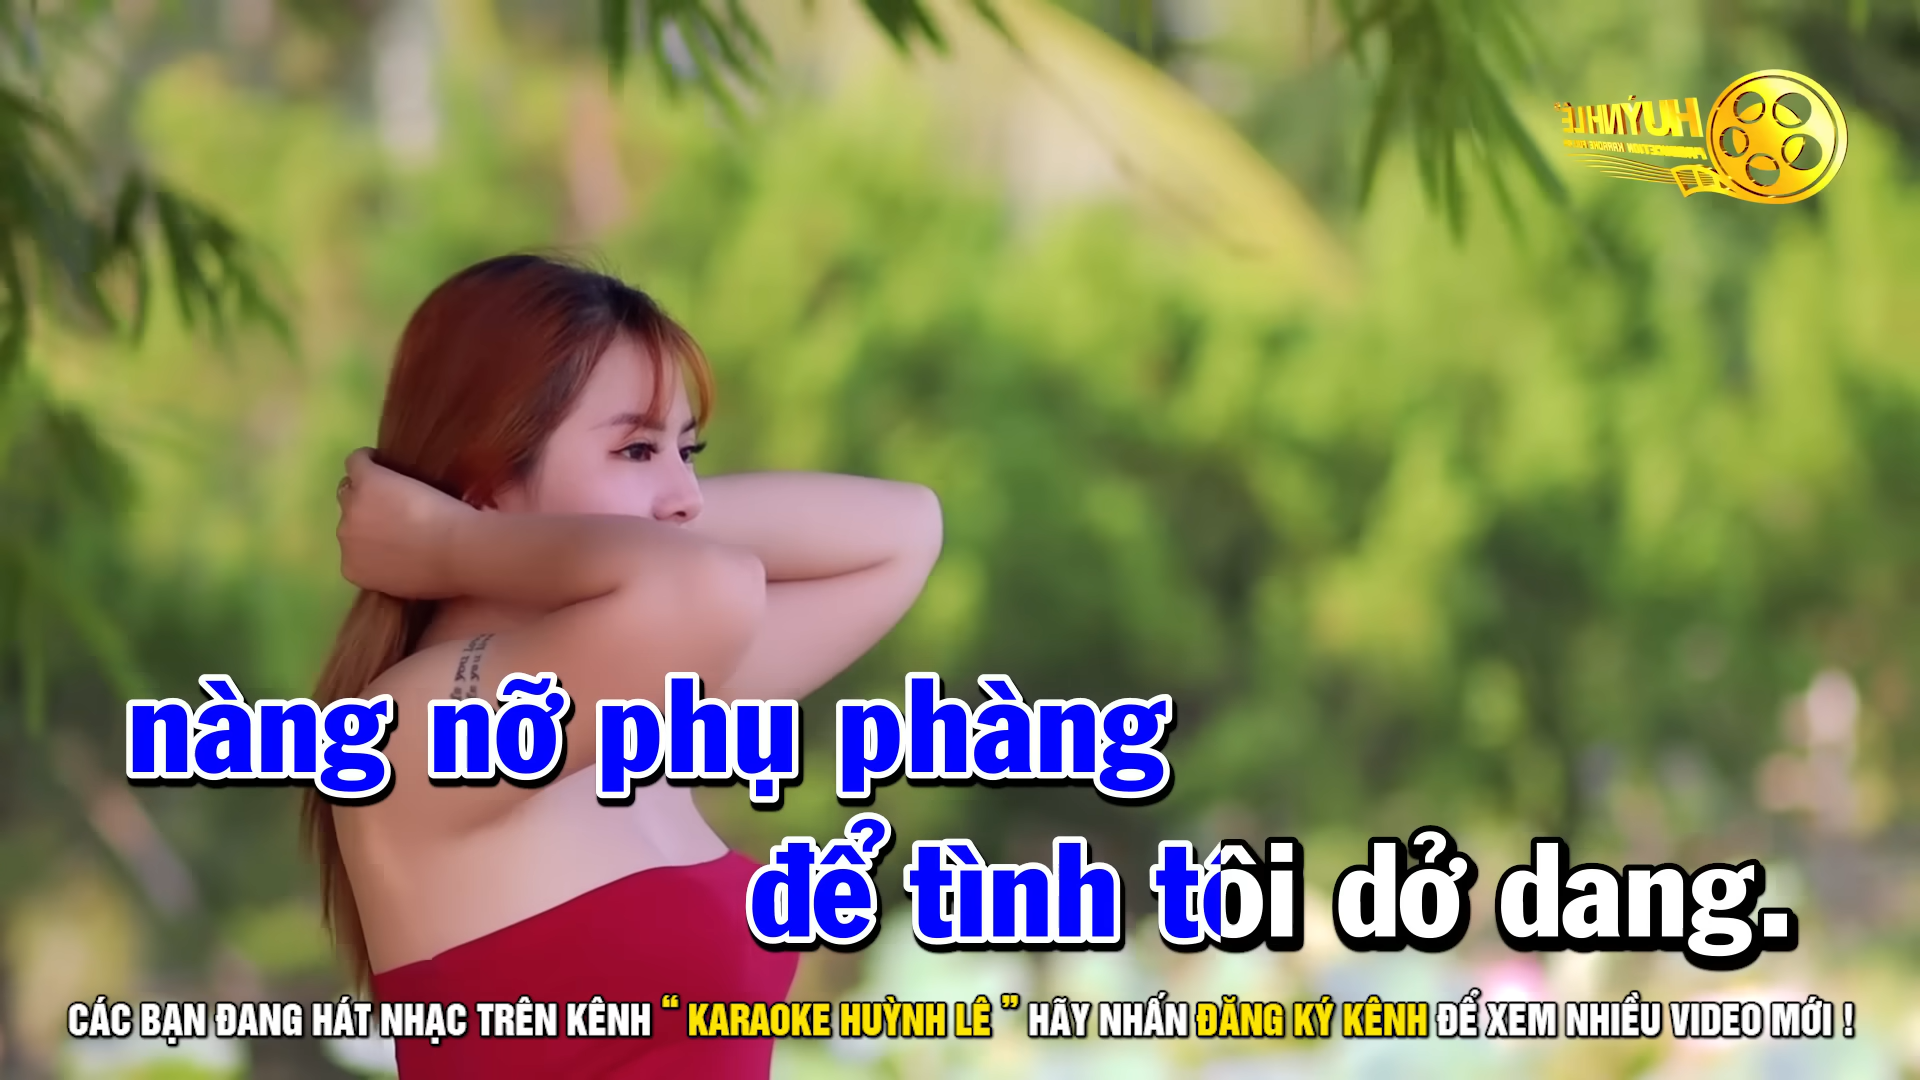 HUỲNH LÊ
nàng nỡ phụ phàng
để tình tôi dở dang.
CÁC BẠN ĐANG HÁT NHẠC TRÊN KÊNH “ KARAOKE HUỲNH LÊ ” HÃY NHẤN ĐĂNG KÝ KÊNH ĐỂ XEM NHIỀU VIDEO MỚI !